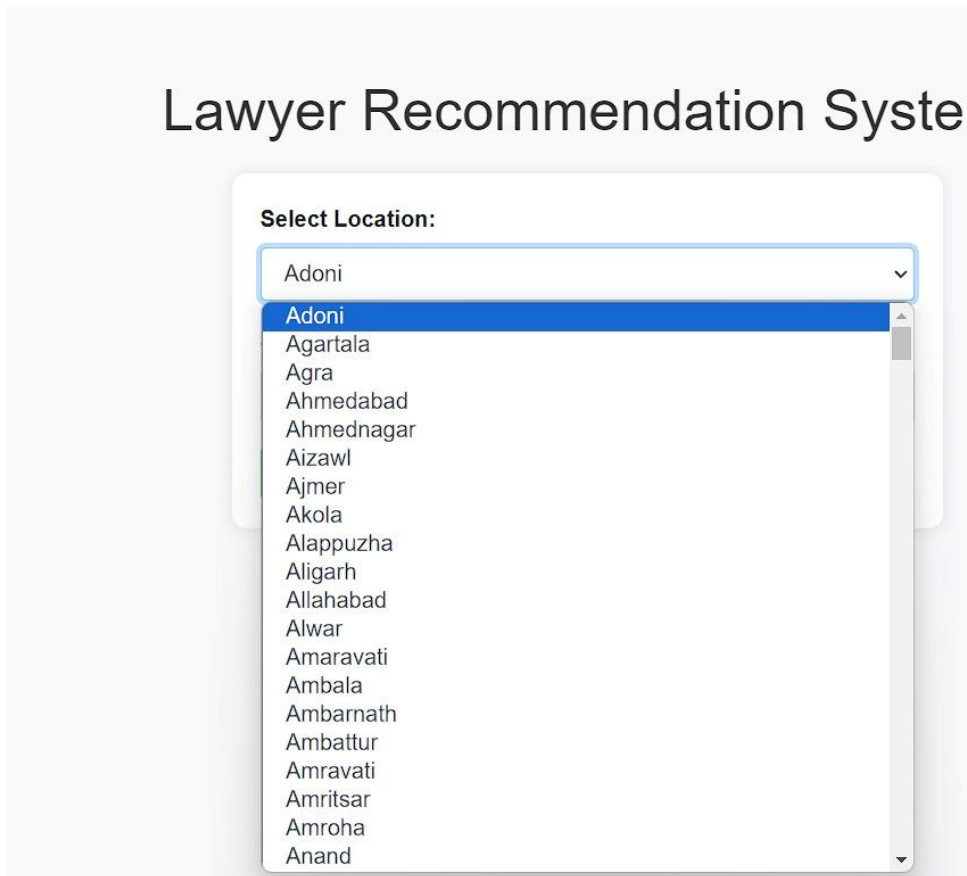 Lawyer Recommendation Syste
Select Location:
Adoni
Adoni
Agartala
Agra
Ahmedabad
Ahmednagar
Aizawl
Ajmer
Akola
Alappuzha
Aligarh
Allahabad
Alwar
Amaravati
Ambala
Ambarnath
Ambattur
Amravati
Amritsar
Amroha
Anand